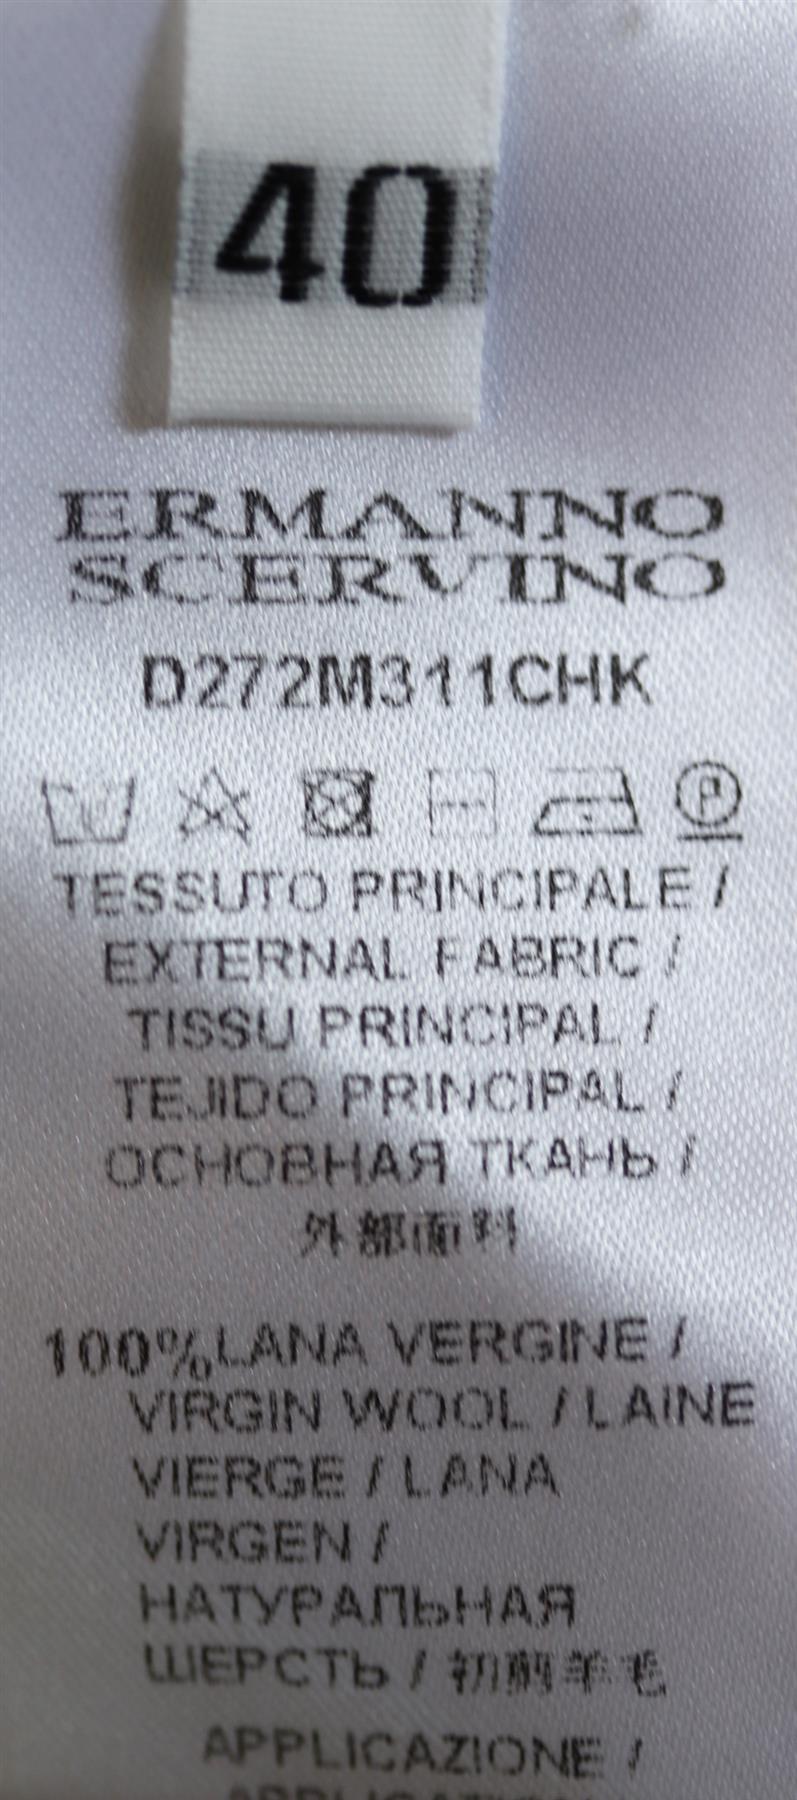 40
ERMANNO
SCERVINO
D272M311CHK
P
TESSUTO PRINCIPALE /
EXTERNAL FABRIC /
TISSU PRINCIPAL /
TEJIDO PRINCIPAL /
ОСНОВНАЯ ТКАНЬ /
外部面料
100%LANA VERGINE /
VIRGIN WOOL / LAINE
VIERGE / LANA
VIRGEN /
НАТУРАЛЬНАЯ
ШЕРСТЬ / 初剪羊毛
APPLICAZIONE /